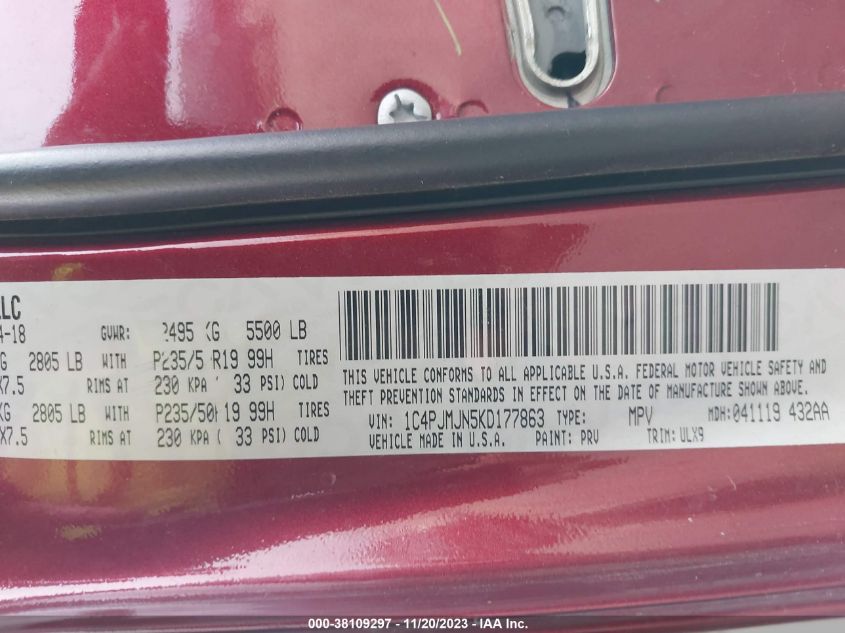 LLC
4-18 GVWR: 2495 KG 5500 LB
G 2805 LB WITH P235/5 R19 99H TIRES
X7.5 RIMS AT 230 KPA ( 33 PSI) COLD
KG 2805 LB WITH P235/50 19 99H TIRES
X7.5 RIMS AT 230 KPA ( 33 PSI) COLD
THIS VEHICLE CONFORMS TO ALL APPLICABLE U.S.A. FEDERAL MOTOR VEHICLE SAFETY AND
THEFT PREVENTION STANDARDS IN EFFECT ON THE DATE OF MANUFACTURE SHOWN ABOVE.
VIN: 1C4PJMJN5KD177863 TYPE: MPV MDH:041119 432AA
VEHICLE MADE IN U.S.A. PAINT: PRV TRIM: ULX9
000-38109297 - 11/20/2023 - IAA Inc.